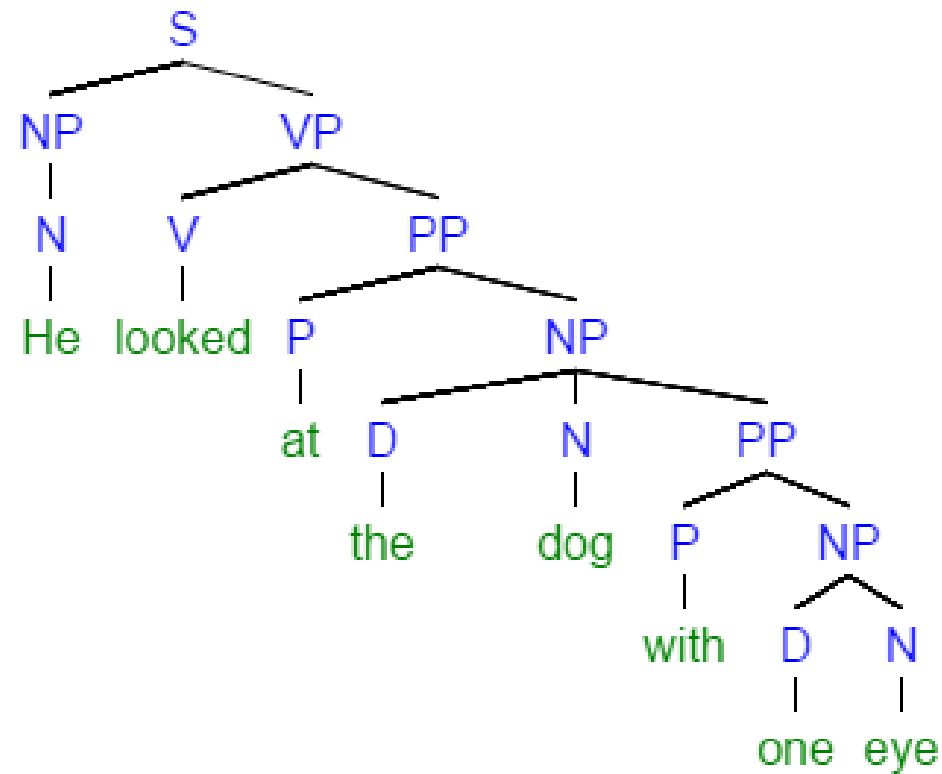 S
NP VP
N V PP
He looked P NP
at D N PP
the dog P NP
with D N
one eye